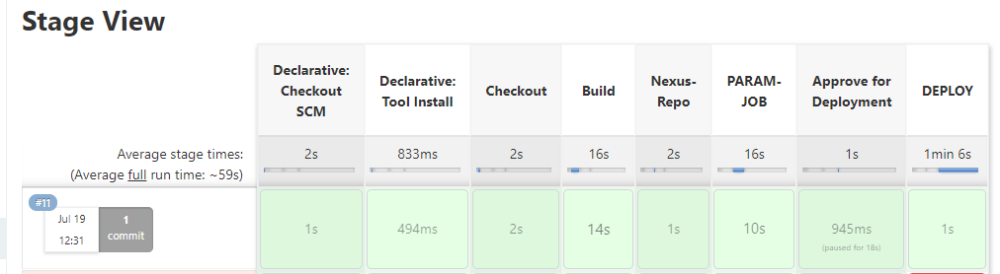 Stage View
Declarative: Checkout SCM
Declarative: Tool Install
Checkout
Build
Nexus-Repo
PARAM-JOB
Approve for Deployment
DEPLOY
Average stage times:
2s
833ms
2s
16s
2s
16s
1s
1min 6s
(Average full run time: ~59s)
#11
Jul 19
12:31
1
commit
1s
494ms
2s
14s
1s
10s
945ms
(paused for 18s)
1s